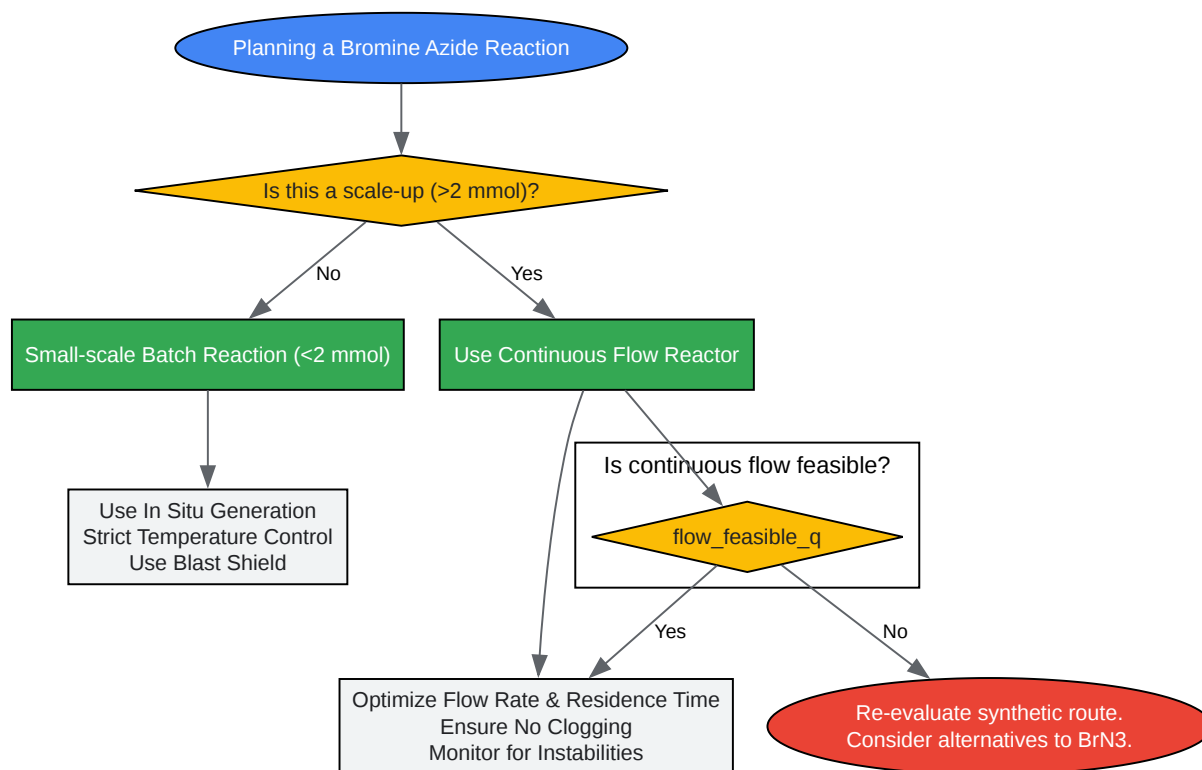 Planning a Bromine Azide Reaction
Is this a scale-up (>2 mmol)?
No
Yes
Small-scale Batch Reaction (<2 mmol)
Use Continuous Flow Reactor
Is continuous flow feasible?
Use In Situ Generation
Strict Temperature Control
Use Blast Shield
flow_feasible_q
Yes
No
Optimize Flow Rate & Residence Time
Ensure No Clogging
Monitor for Instabilities
Re-evaluate synthetic route.
Consider alternatives to BrN3.